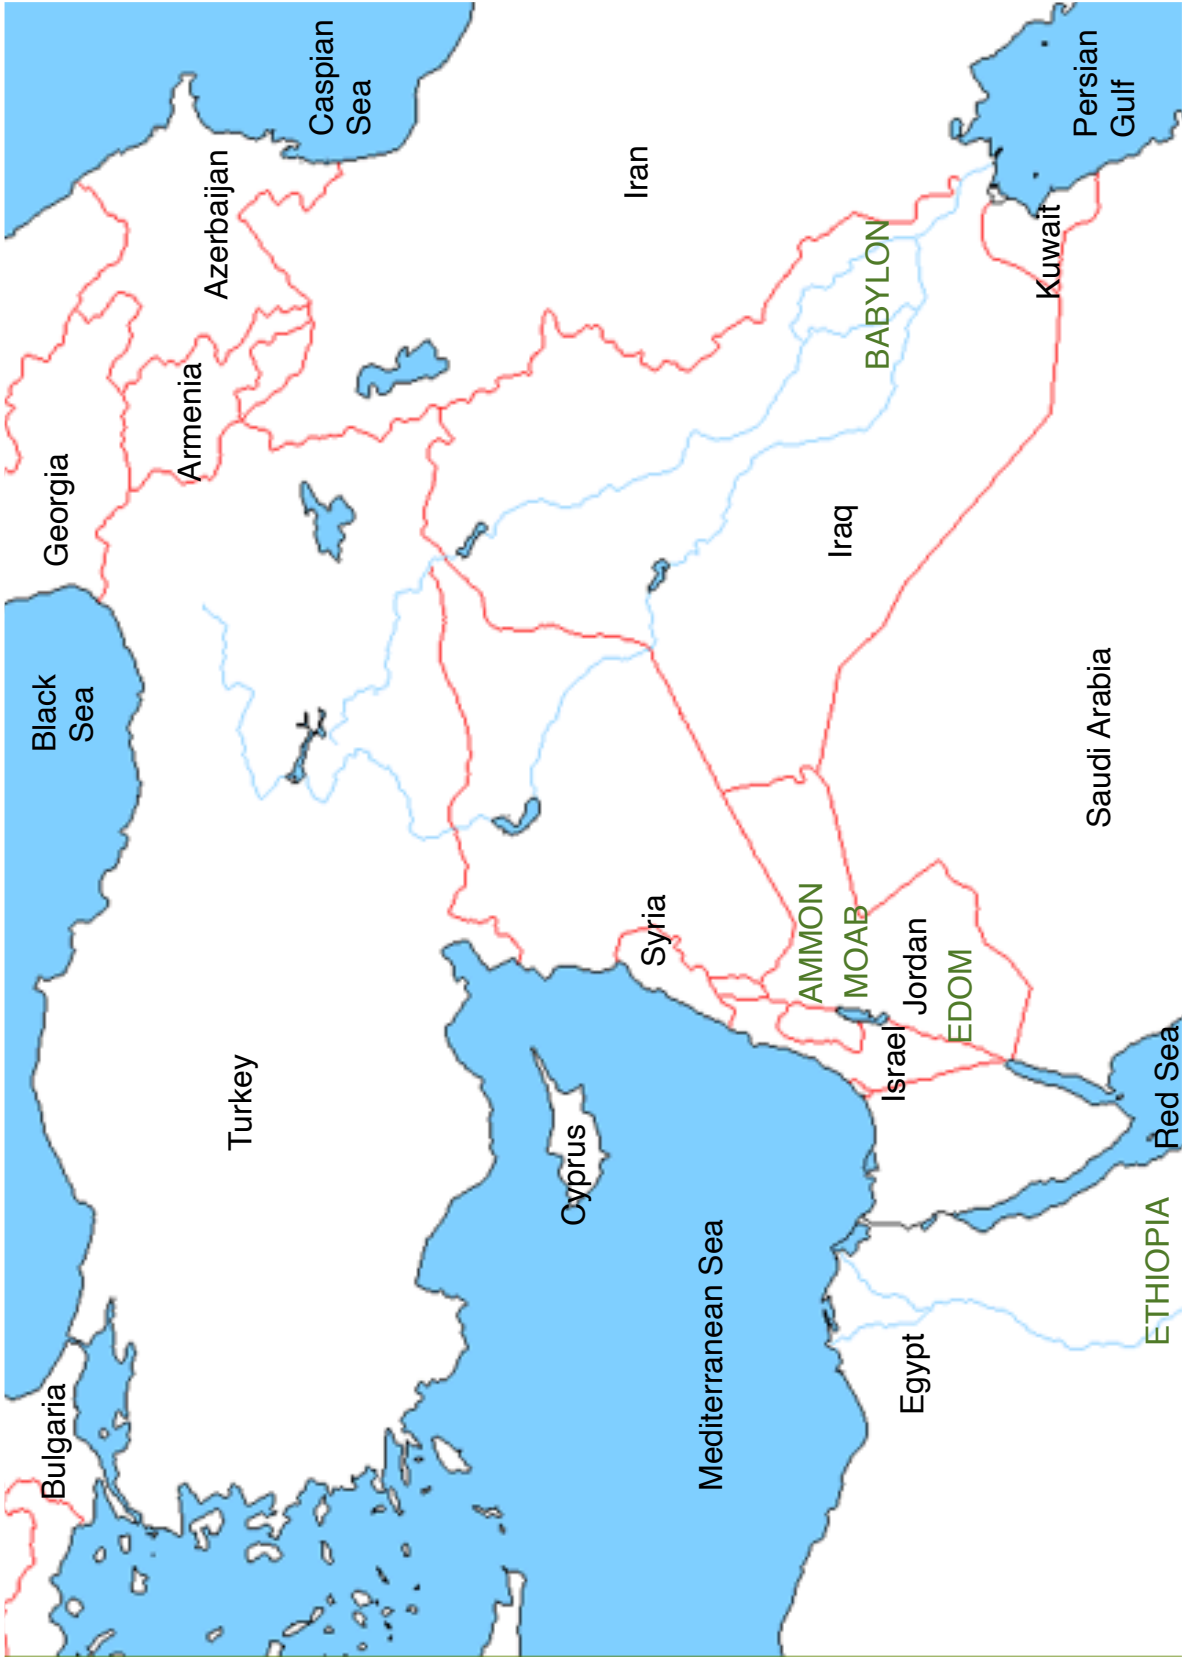 Bulgaria
Black
Sea
Georgia
Armenia
Azerbaijan
Turkey
Caspian
Sea
Cyprus
Syria
Iran
Mediterranean Sea
AMMON
MOAB
Iraq
BABYLON
Israel
Jordan
Egypt
EDOM
Kuwait
Persian
Gulf
Saudi Arabia
ETHIOPIA
Red Sea